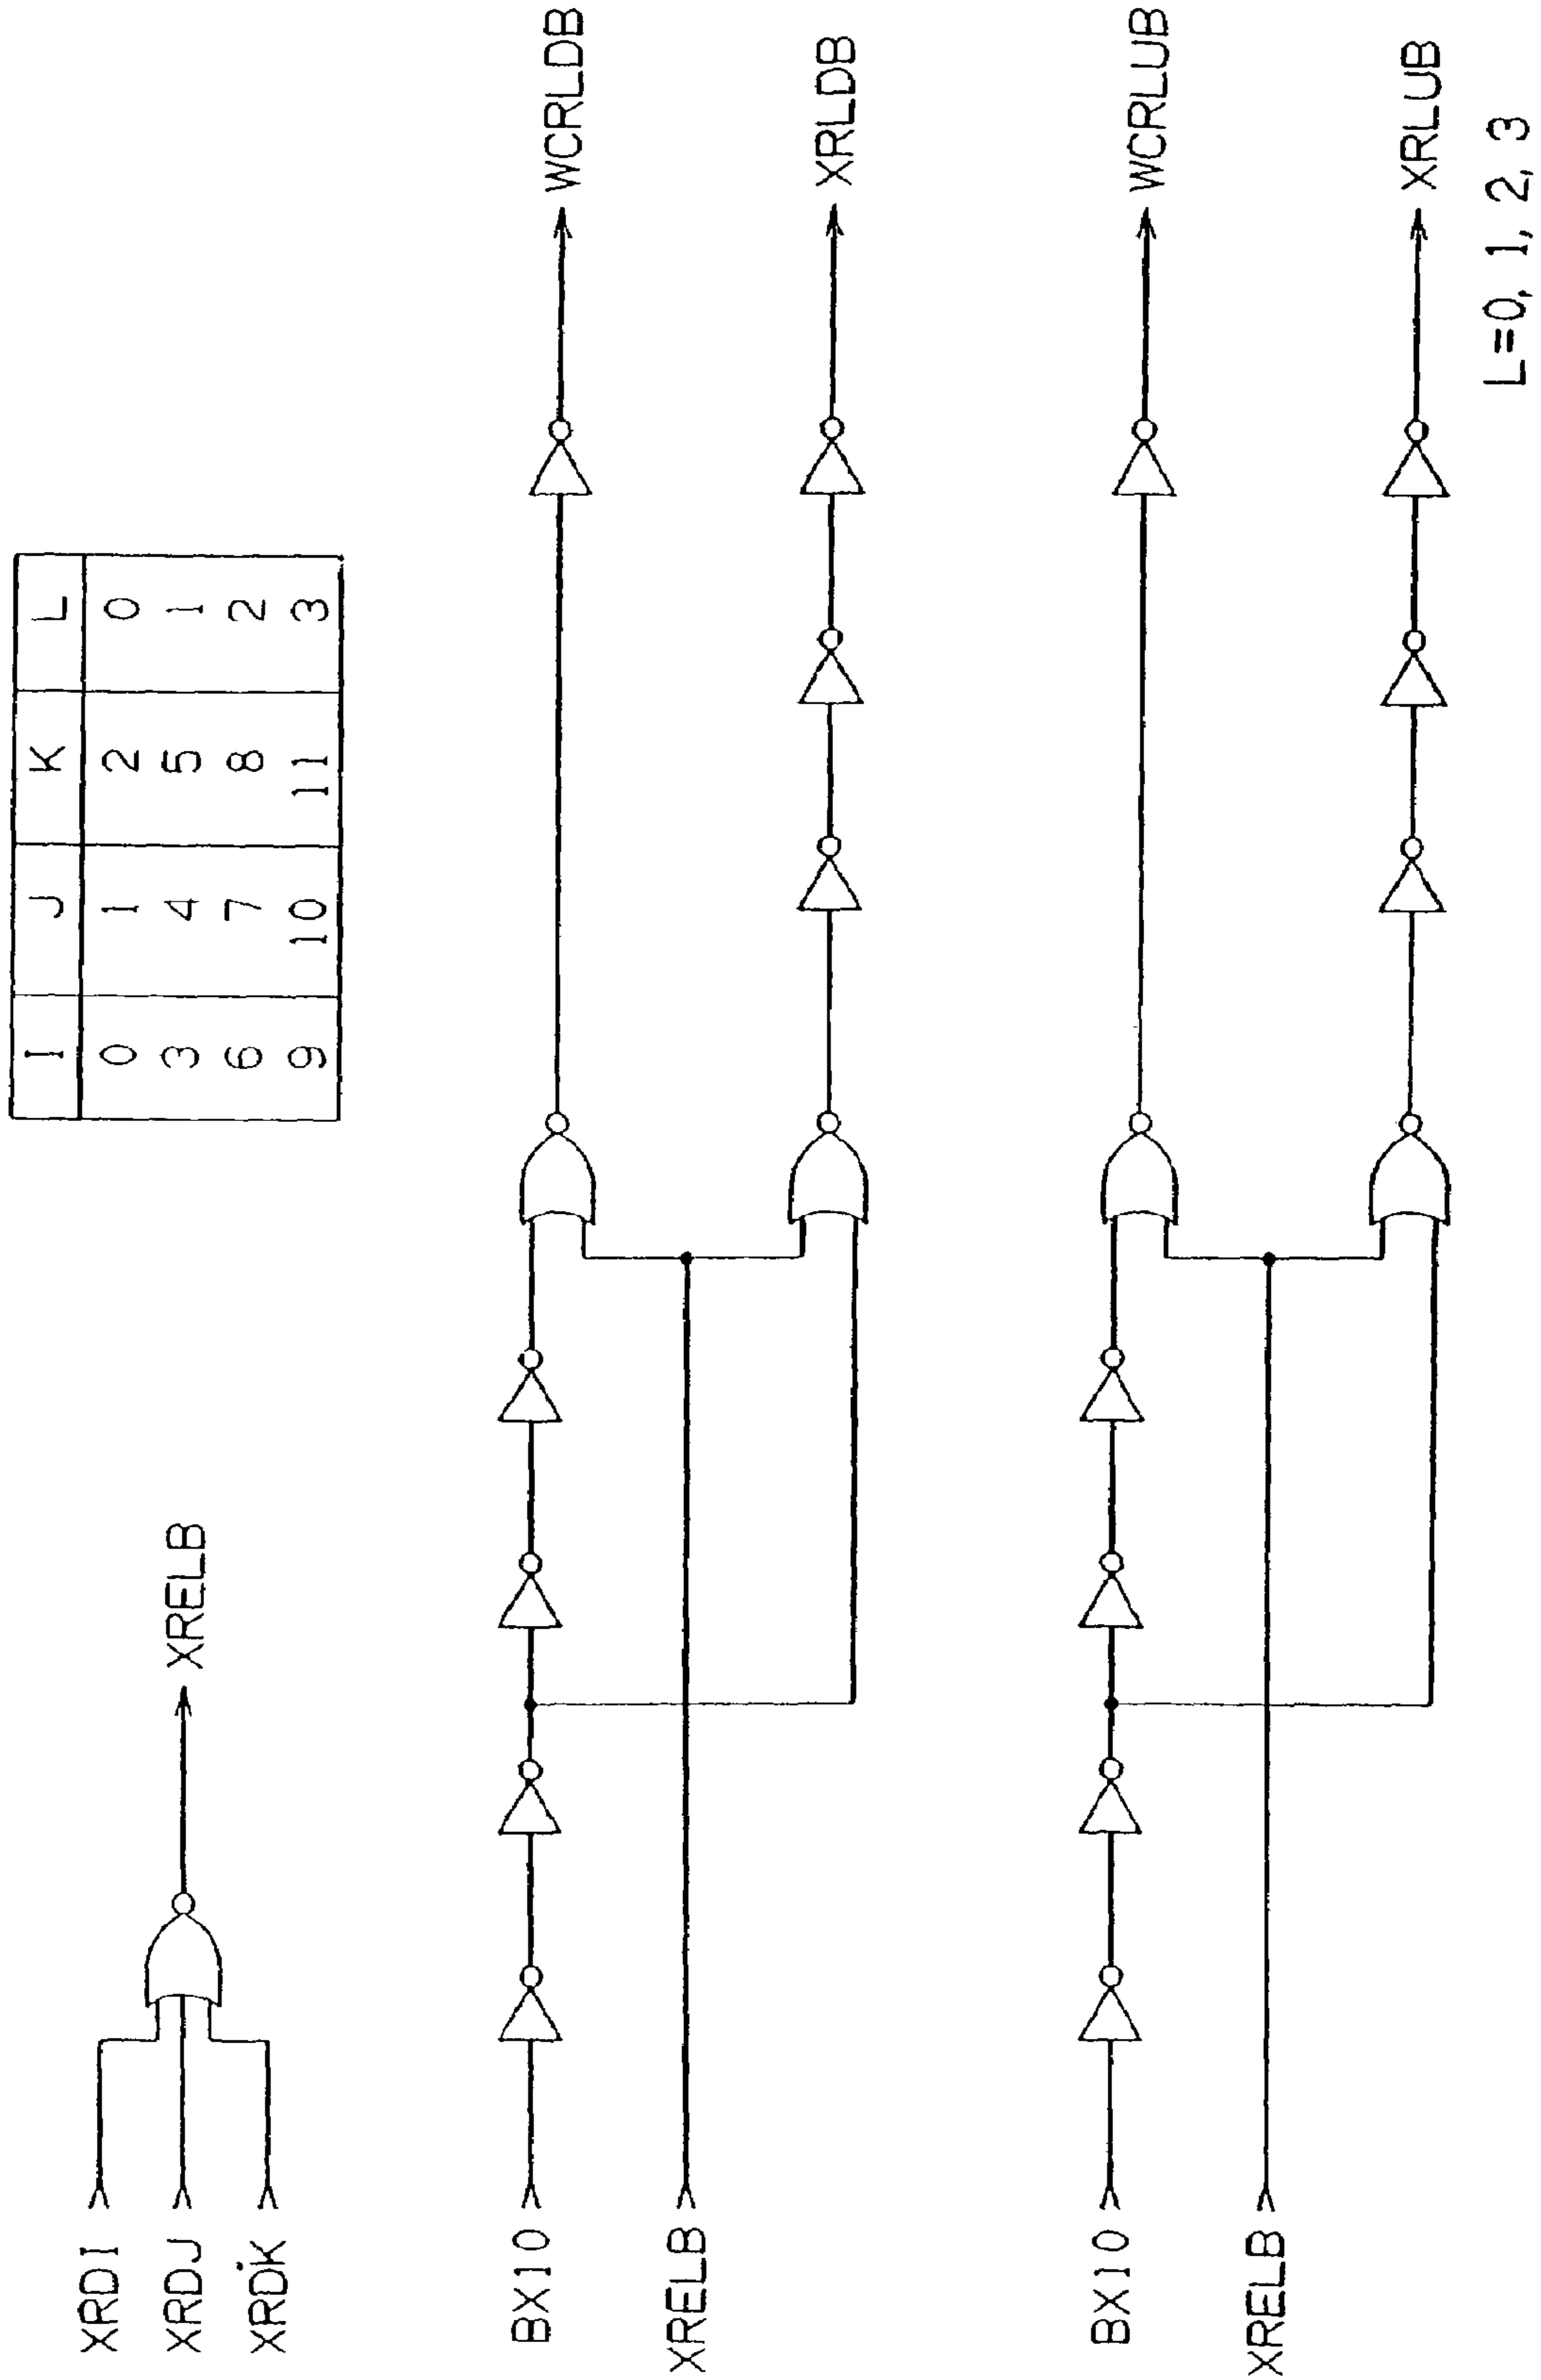 XRDI
XRDJ
XRDK
XRELB
I J K L
0 1 2 0
3 4 5 1
6 7 8 2
9 10 11 3
BX10
XRELB
WCRLDB
XRLDB
BX10
XRELB
WCRLUB
XRLUB
L=0, 1, 2, 3